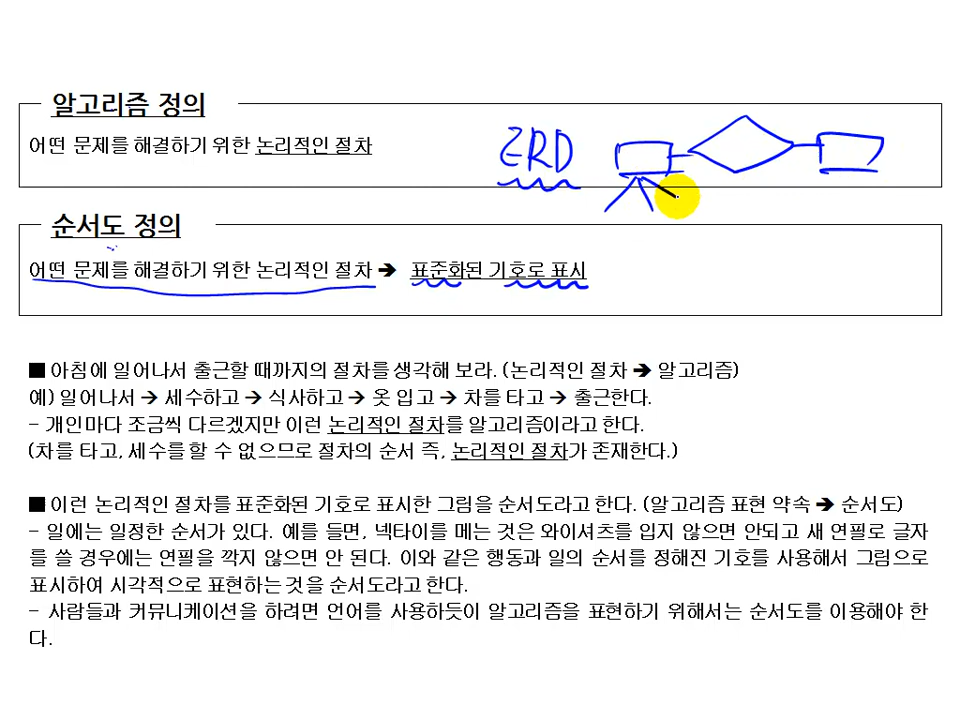 알고리즘 정의
어떤 문제를 해결하기 위한 논리적인 절차
ERD
순서도 정의
어떤 문제를 해결하기 위한 논리적인 절차 ➔ 표준화된 기호로 표시
■ 아침에 일어나서 출근할 때까지의 절차를 생각해 보라. (논리적인 절차 ➔ 알고리즘)
예) 일어나서 → 세수하고 → 식사하고 → 옷 입고 → 차를 타고 → 출근한다.
- 개인마다 조금씩 다르겠지만 이런 논리적인 절차를 알고리즘이라고 한다.
(차를 타고, 세수를 할 수 없으므로 절차의 순서 즉, 논리적인 절차가 존재한다.)
■ 이런 논리적인 절차를 표준화된 기호로 표시한 그림을 순서도라고 한다. (알고리즘 표현 약속 ➔ 순서도)
- 일에는 일정한 순서가 있다. 예를 들면, 넥타이를 메는 것은 와이셔츠를 입지 않으면 안되고 새 연필로 글자
를 쓸 경우에는 연필을 깍지 않으면 안 된다. 이와 같은 행동과 일의 순서를 정해진 기호를 사용해서 그림으로
표시하여 시각적으로 표현하는 것을 순서도라고 한다.
- 사람들과 커뮤니케이션을 하려면 언어를 사용하듯이 알고리즘을 표현하기 위해서는 순서도를 이용해야 한
다.